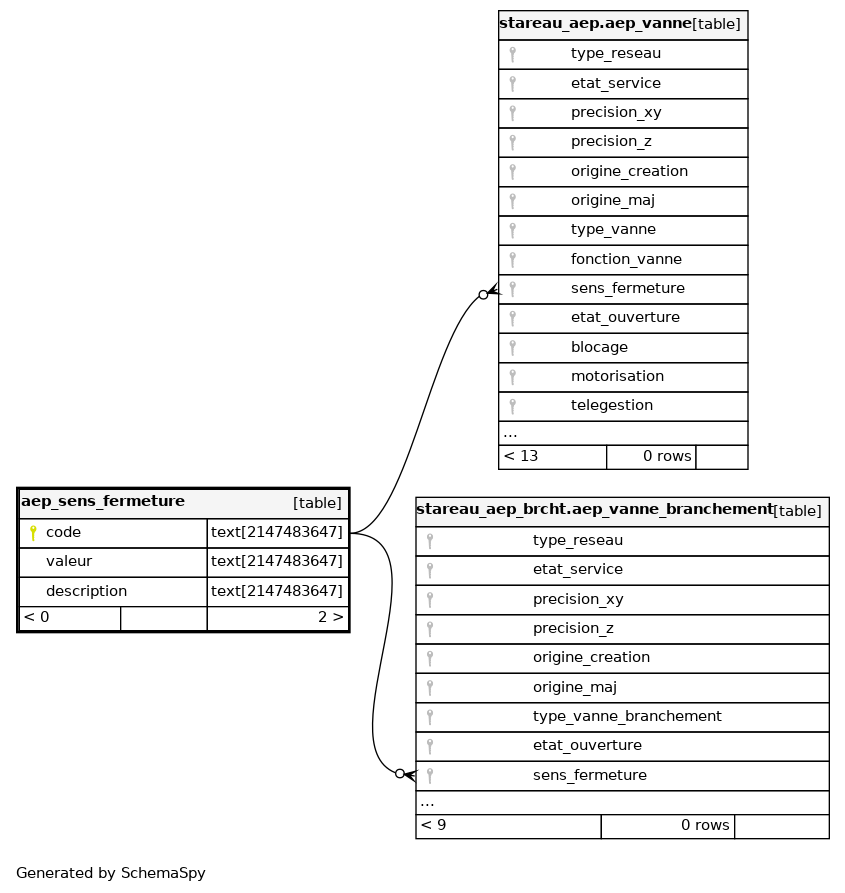 stareau_aep.aep_vanne [table]
type_reseau
etat_service
precision_xy
precision_z
origine_creation
origine_maj
type_vanne
fonction_vanne
sens_fermeture
etat_ouverture
blocage
motorisation
telegestion
...
< 13 0 rows
aep_sens_fermeture [table]
code text[2147483647]
valeur text[2147483647]
description text[2147483647]
< 0 2 >
stareau_aep_brcht.aep_vanne_branchement [table]
type_reseau
etat_service
precision_xy
precision_z
origine_creation
origine_maj
type_vanne_branchement
etat_ouverture
sens_fermeture
...
< 9 0 rows
Generated by SchemaSpy